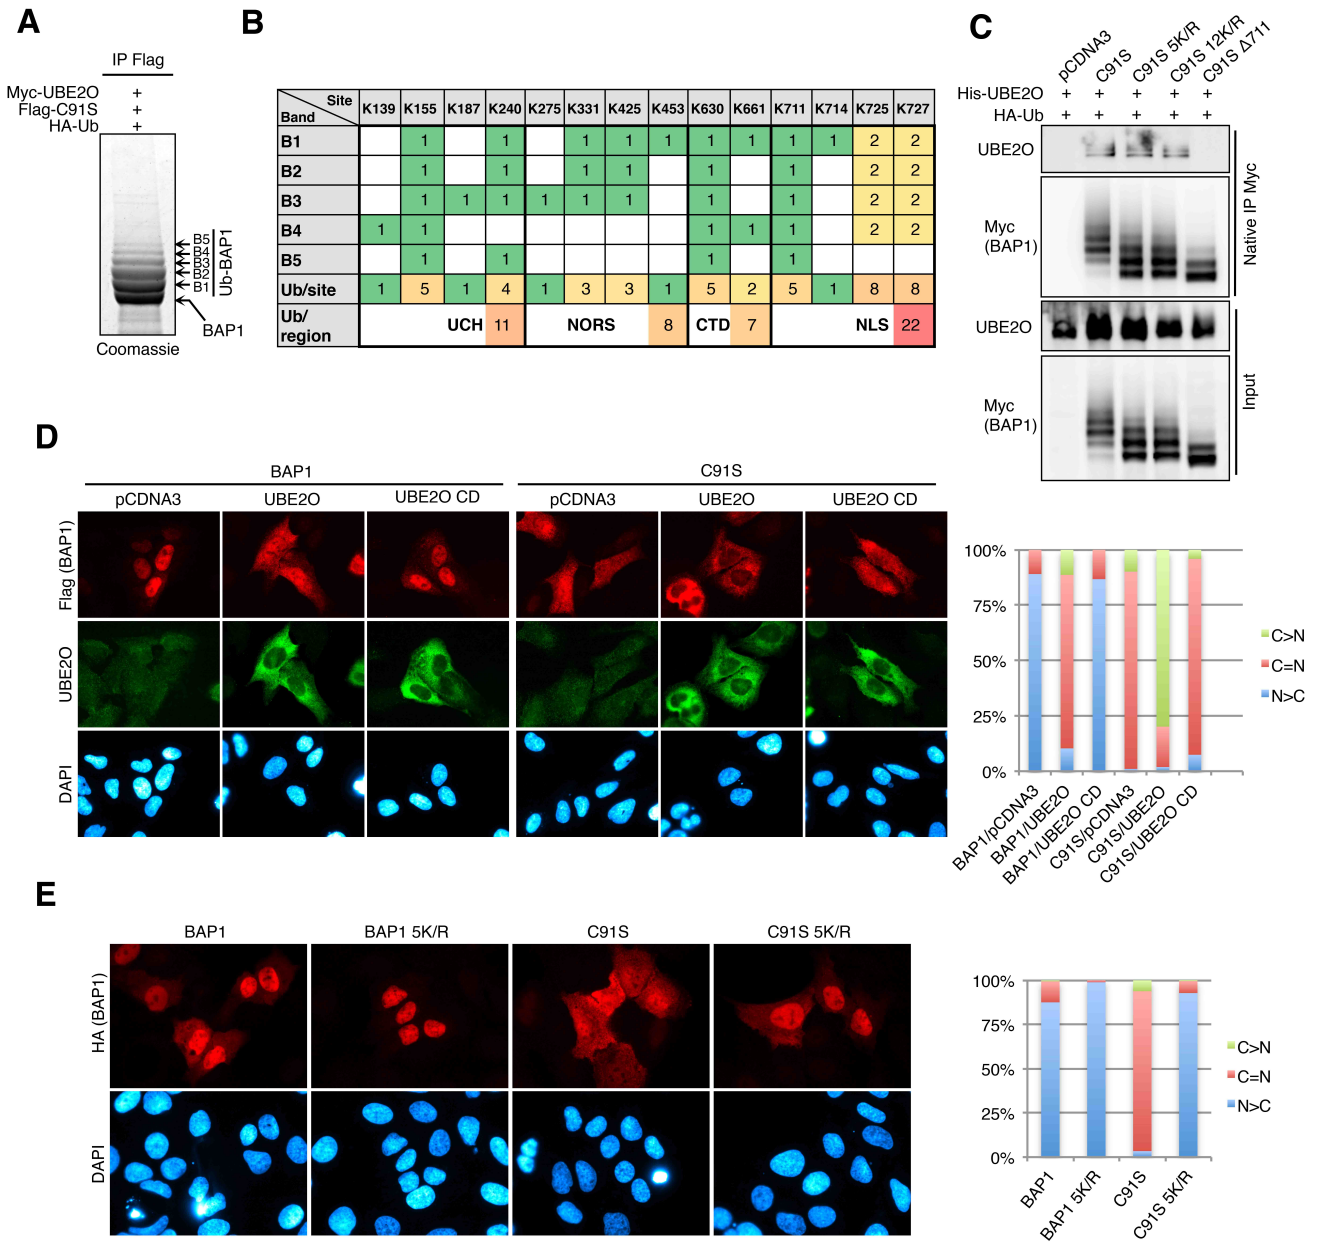 A
IP Flag
Myc-UBE2O +
Flag-C91S +
HA-Ub +
B5
B4
B3
B2
B1
Ub-BAP1
BAP1
Coomassie
B
Site
Band
K139 K155 K187 K240 K275 K331 K425 K453 K630 K661 K711 K714 K725 K727
B1 1 1 1 1 1 1 1 1 1 2 2
B2 1 1 1 1 1 1 2 2
B3 1 1 1 1 1 1 1 1 2 2
B4 1 1 1 1 1 2 2
B5 1 1 1 1
Ub/site 1 5 1 4 1 3 3 1 5 2 5 1 8 8
Ub/
region
UCH 11 NORS 8 CTD 7 NLS 22
C
pCDNA3
C91S
C91S 5K/R
C91S 12K/R
C91S Δ711
His-UBE2O + + + + +
HA-Ub + + + + +
UBE2O
Myc
(BAP1)
Native IP Myc
UBE2O
Myc
(BAP1)
Input
D
BAP1 C91S
pCDNA3 UBE2O UBE2O CD pCDNA3 UBE2O UBE2O CD
Flag (BAP1)
UBE2O
DAPI
100%
75%
50%
25%
0%
C>N
C=N
N>C
BAP1/pCDNA3
BAP1/UBE2O
BAP1/UBE2O CD
C91S/pCDNA3
C91S/UBE2O
C91S/UBE2O CD
E
BAP1 BAP1 5K/R C91S C91S 5K/R
HA (BAP1)
DAPI
100%
75%
50%
25%
0%
C>N
C=N
N>C
BAP1
BAP1 5K/R
C91S
C91S 5K/R